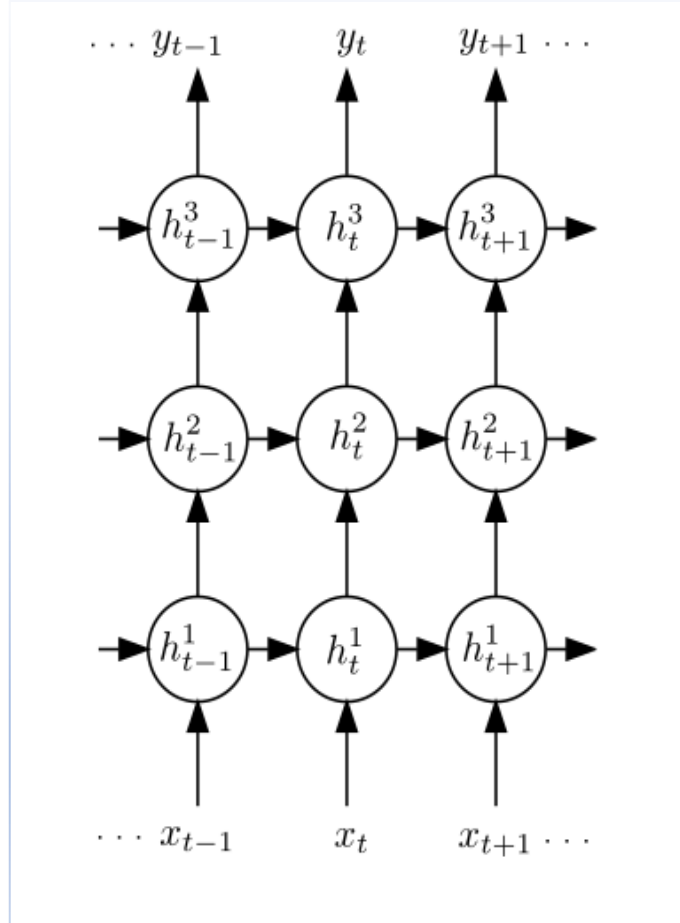 ⋯ y_{t−1} y_t y_{t+1} ⋯
h^3_{t−1} h^3_t h^3_{t+1}
h^2_{t−1} h^2_t h^2_{t+1}
h^1_{t−1} h^1_t h^1_{t+1}
⋯ x_{t−1} x_t x_{t+1} ⋯